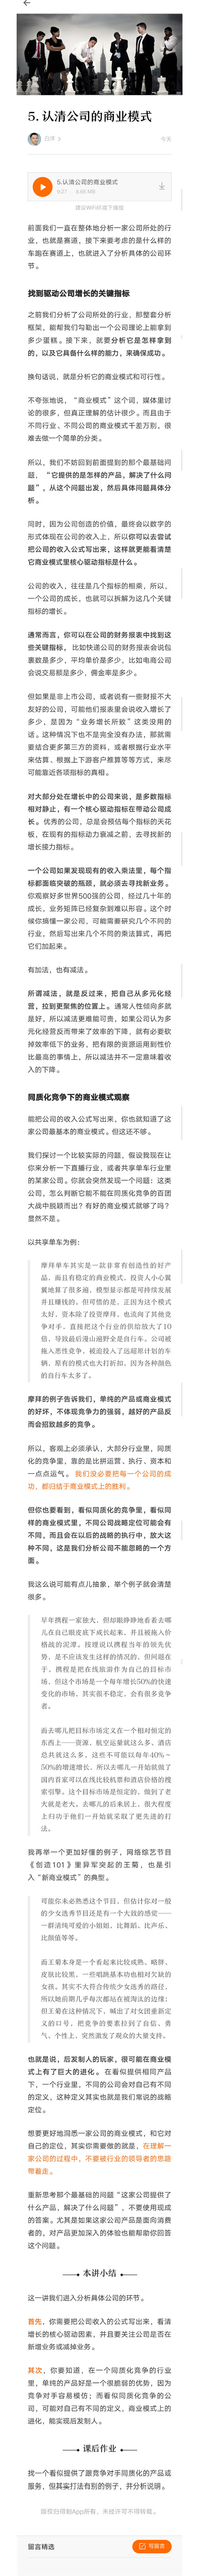 5. 认清公司的商业模式
白洋
今天
5.认清公司的商业模式
9:27 8.66 MB
建议WiFi环境下播放
前面我们一直在整体地分析一家公司所处的行
业，也就是赛道，接下来要考虑的是什么样的
车跑在赛道上，也就进入了分析具体的公司环
节。
找到驱动公司增长的关键指标
之前我们分析了公司所处的行业，那整套分析
框架，能帮我们勾勒出一个公司理论上能拿到
多少蛋糕。接下来，就要分析它是怎样拿到
的，以及它具备什么样的能力，来确保成功。
换句话说，就是分析它的商业模式和可行性。
不夸张地说，“商业模式”这个词，媒体里讨
论的很多，但真正理解的估计很少。而且由于
不同行业，不同公司的商业模式千差万别，很
难去做一个简单的分类。
所以，我们不妨回到前面提到的那个最基础问
题，“它提供的是怎样的产品，解决了什么问
题”，从这个问题出发，然后具体问题具体分
析。
同时，因为公司创造的价值，最终会以数字的
形式体现在公司的收入上，所以你可以去尝试
把公司的收入公式写出来，这样就更能看清楚
它商业模式里核心驱动指标是什么。
公司的收入，往往是几个指标的相乘，所以，
一个公司的成长，也就可以拆解为这几个关键
指标的增长。
通常而言，你可以在公司的财务报表中找到这
些关键指标，比如快递公司的财务报表会说包
裹数是多少，平均单价是多少，比如电商公司
会说交易额是多少，佣金率是多少。
但如果是非上市公司，或者说有一些财报不大
友好的公司，可能他们报表里会说收入增长了
多少，是因为“业务增长所致”这类没用的
话。这种情况下也不是完全没有办法，那就需
要结合更多第三方的资料，或者根据行业水平
来估算，根据上下游客户推算等等方式，来尽
可能靠近各项指标的真相。
对大部分处在增长中的公司来说，是多数指标
相对静止，有一个核心驱动指标在带动公司成
长。优秀的公司，总是会预估每个指标的天花
板，在现有的指标动力衰减之前，去寻找新的
增长接力指标。
一个公司如果发现现有的收入乘法里，每个指
标都面临突破的瓶颈，就必须去寻找新业务。
你观察好多世界500强的公司，经过几十年的
成长，业务矩阵已经复杂到难以形容。这个时
候你搞懂一家公司，可能需要研究几个不同的
行业，然后写出来几个不同的乘法算式，再把
它们加起来。
有加法，也有减法。
所谓减法，就是反过来，把自己从多元化经
营，拉到更聚焦的位置上。通常人性倾向多就
是好，所以减法更难能可贵，如果公司认为多
元化经营反而带来了效率的下降，就有必要砍
掉效率低下的业务，把有限的资源运用到性价
比最高的事情上，所以减法并不一定意味着收
入的下降。
同质化竞争下的商业模式观察
能把公司的收入公式写出来，你也就知道了这
家公司最基本的商业模式。但这还不够。
我们探讨一个比较实际的问题，假设我现在让
你来分析一下直播行业，或者共享单车行业里
的某家公司。你就会突然发现一个问题：这类
公司，怎么判断它能不能在同质化竞争的百团
大战中脱颖而出？有好的商业模式就够了吗？
显然不是。
以共享单车为例：
摩拜单车其实是一款非常有创造性的好产
品，而且有稳定的商业模式，投资人小心翼
翼地算了很多遍，模型显示都是可持续发展
并且赚钱的，但可惜的是，正因为这个模式
太好，资本除了投资摩拜，也流向了其他竞
争对手，直接把这个行业的供给放大了10
倍，导致最后漫山遍野全是自行车，公司被
拖入恶性竞争，被迫投入了远超原计划的车
辆，原有的模式也大打折扣，因为各种颜色
的自行车太多了。
摩拜的例子告诉我们，单纯的产品或商业模式
的好坏，不体现竞争力的强弱，越好的产品反
而会招致越多的竞争。
所以，客观上必须承认，大部分行业里，同质
化的竞争里，靠的是比拼运营、执行、资本和
一点点运气。我们没必要把每一个公司的成
功，都归结于商业模式上的胜利。
但你也要看到，看似同质化的竞争里，看似同
样的商业模式里，不同公司战略定位可能会有
不同，而且会在以后的战略的执行中，放大这
种不同，这是我们分析公司不能忽略的一个方
面。
我这么说可能有点儿抽象，举个例子就会清楚
很多。
早年携程一家独大，但却眼睁睁地看着去哪
儿在自己眼皮底下成长起来，并且被拖入价
格战的泥潭。按理说以携程当年的领先优
势，是不应该发生这样的情况的，但问题在
于，携程是把在线旅游作为自己的目标市
场，但这个市场是一个每年增长50%的快速
变化的市场，其实很不稳定，会有很多竞争
者。
而去哪儿把目标市场定义在一个相对恒定的
东西上——资源，航空运量就这么多，酒店
总共就这么多，这些不可能以每年40%～
50%的增速增长，所以去哪儿一开始就做了
国内首家可以在线比较机票和酒店价格的搜
索引擎。这个目标市场是恒定的，做到了老
大就是老大。去哪儿的后来居上，很大程度
上归功于他们一开始就采取了更先进的打
法。
我再举一个更加好懂的例子，网络综艺节目
《创造101》里异军突起的王菊，也是引
入“新商业模式”的典型。
可能你未必熟悉这个节目，但估计你对一般
的少女选秀节目还是有一个大致的感觉——
一群清纯可爱的小姐姐，比舞蹈、比声乐、
比颜值等等。
而王菊本身是一个看起来比较成熟、略胖、
皮肤比较黑、一些唱跳基本功也相对欠缺的
女孩，其实不大符合传统少女选秀的路径，
所以她前期几乎每次都站在被淘汰的边缘；
但王菊在这种情况下，喊出了对女团重新定
义的口号，把竞争的要素拉到了自信、勇
气、个性上，突然激发了观众的大量支持。
也就是说，后发制人的玩家，很可能在商业模
式上有了巨大的进化。在看似提供相同产品
下，一个行业里，不同的公司会对自己有不同
的定义，这种定义其实也就是我们常说的战略
定位。
想要更好地洞悉一家公司的商业模式，和它对
自己的定位，其实你需要做的就是，在理解一
家公司的过程中，不要被行业的领导者的思路
带着走。
重新思考那个最基础的问题“这家公司提供了
什么产品，解决了什么问题”，不要使用现成
的答案。尤其是如果这家公司产品是面向消费
者的，对产品更加深入的体验也能帮助你回答
这个问题。
本讲小结
这一讲我们进入分析具体公司的环节。
首先，你需要把公司收入的公式写出来，看清
增长的核心驱动因素，并且要关注公司是否在
新增业务或减掉业务。
其次，你要知道，在一个同质化竞争的行业
里，单纯的产品好是一个很脆弱的优势，因为
竞争对手容易模仿；而看似同质化竞争的公
司，可能对自己有不同的定义，商业模式上的
进化，能实现后发制人。
课后作业
找一个看似提供了跟竞争对手同质化的产品或
服务，但其实打法有别的例子，并分析说明。
版权归得到App所有，未经许可不得转载。
留言精选
写留言